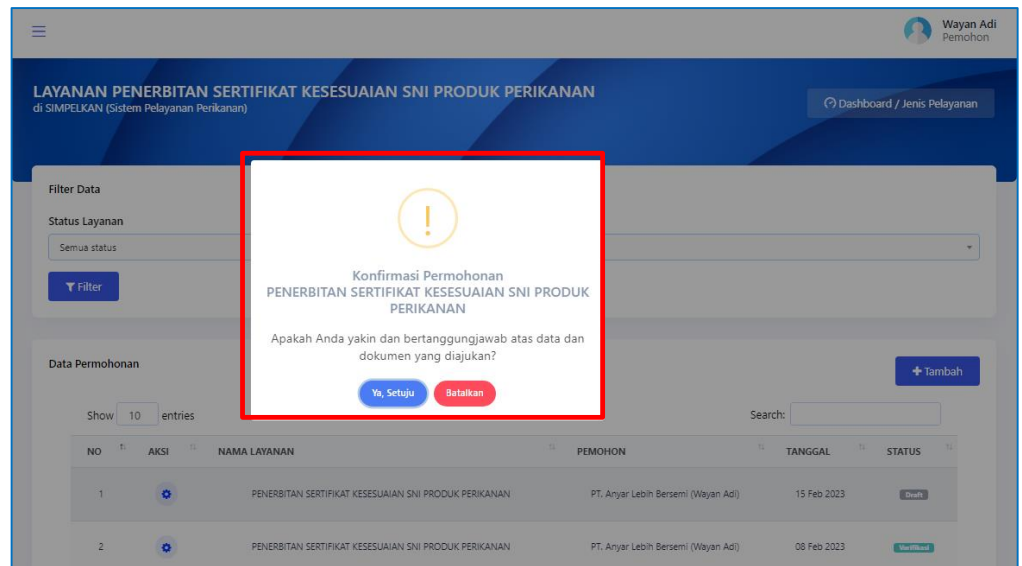 Wayan Adi
Pemohon
LAYANAN PENERBITAN SERTIFIKAT KESESUAIAN SNI PRODUK PERIKANAN
di SIMPELKAN (Sistem Pelayanan Perikanan)
Dashboard / Jenis Pelayanan
Filter Data
Status Layanan
Semua status
Filter
!
Konfirmasi Permohonan
PENERBITAN SERTIFIKAT KESESUAIAN SNI PRODUK
PERIKANAN
Apakah Anda yakin dan bertanggungjawab atas data dan
dokumen yang diajukan?
Ya, Setuju Batalkan
Data Permohonan
+ Tambah
Show 10 entries Search:
NO AKSI NAMA LAYANAN PEMOHON TANGGAL STATUS
1 PENERBITAN SERTIFIKAT KESESUAIAN SNI PRODUK PERIKANAN PT. Anyar Lebih Bersemi (Wayan Adi) 15 Feb 2023 Draft
2 PENERBITAN SERTIFIKAT KESESUAIAN SNI PRODUK PERIKANAN PT. Anyar Lebih Bersemi (Wayan Adi) 08 Feb 2023 Verifikasi